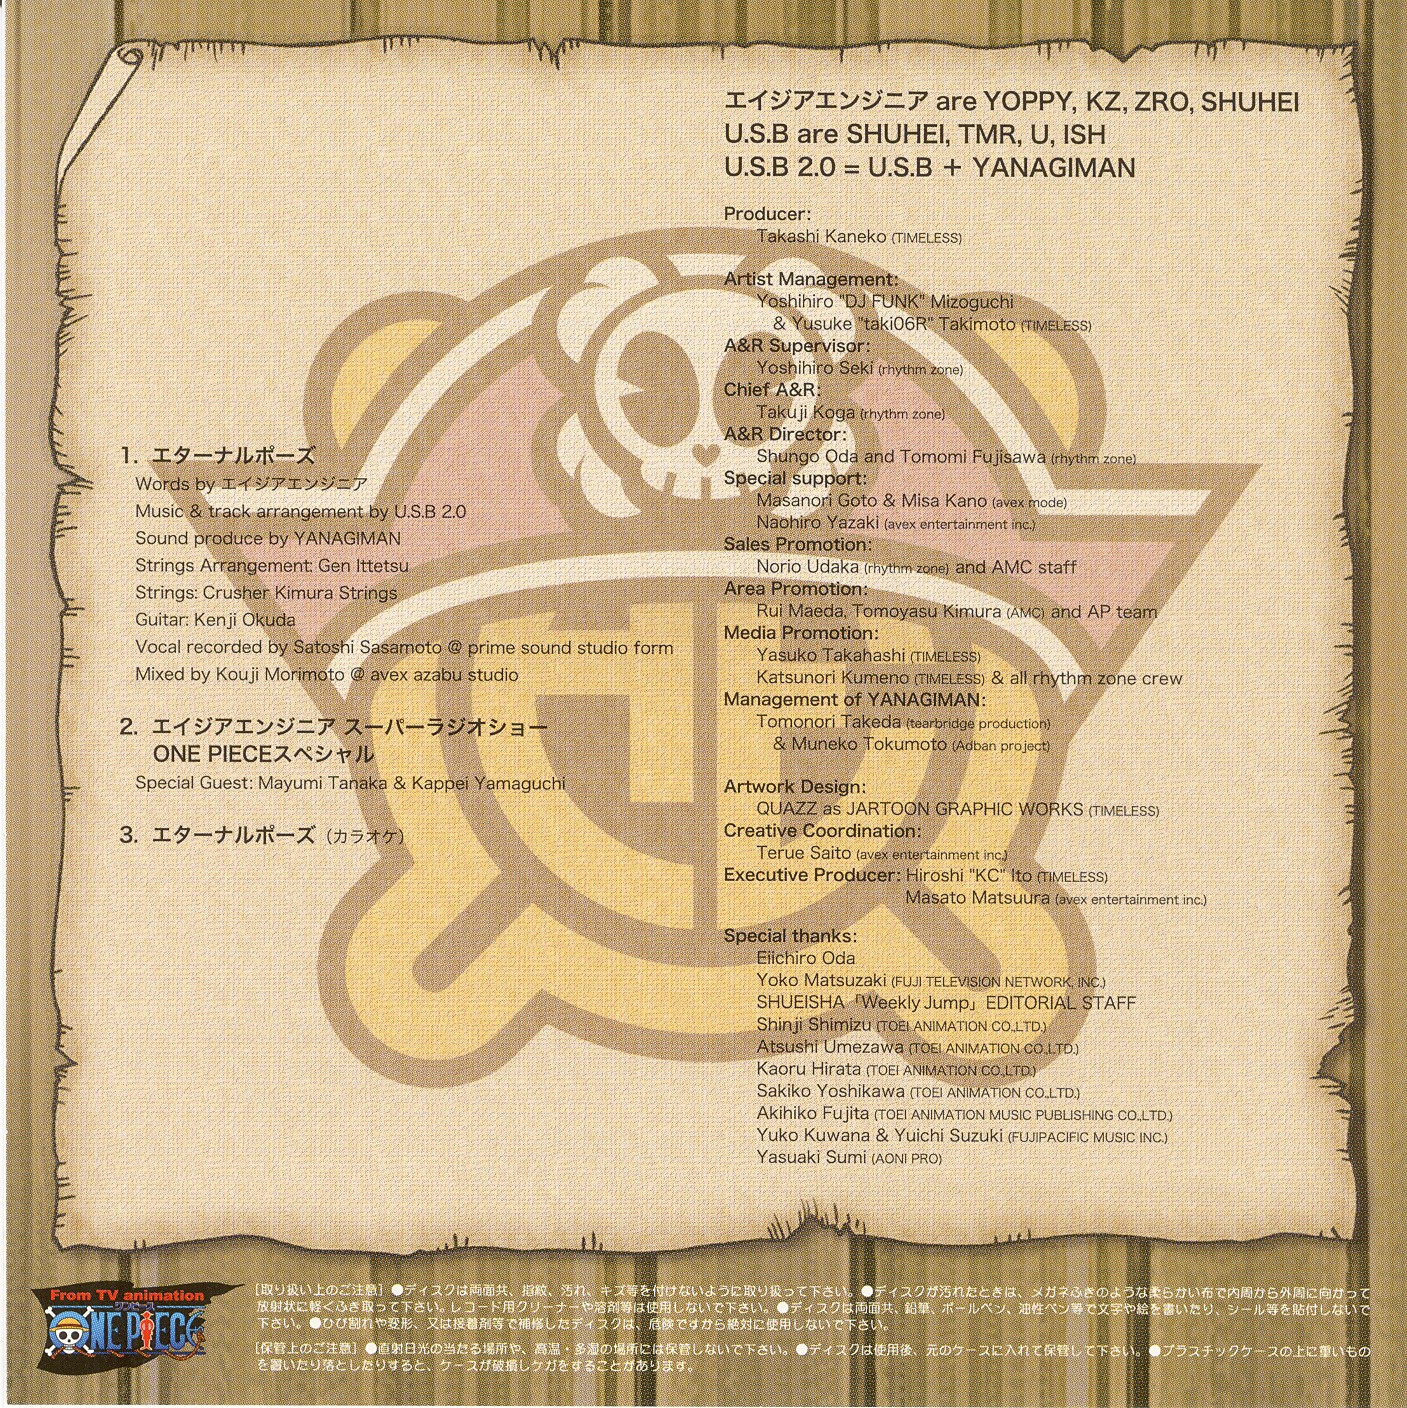 エイジアエンジニア are YOPPY, KZ, ZRO, SHUHEI
U.S.B are SHUHEI, TMR, U, ISH
U.S.B 2.0 = U.S.B ＋ YANAGIMAN
1. エターナルポーズ
Words by エイジアエンジニア
Music & track arrangement by U.S.B 2.0
Sound produce by YANAGIMAN
Strings Arrangement: Gen Ittetsu
Strings: Crusher Kimura Strings
Guitar: Kenji Okuda
Vocal recorded by Satoshi Sasamoto @ prime sound studio form
Mixed by Kouji Morimoto @ avex azabu studio
2. エイジアエンジニア スーパーラジオショー
ONE PIECEスペシャル
Special Guest: Mayumi Tanaka & Kappei Yamaguchi
3. エターナルポーズ（カラオケ）
Producer:
Takashi Kaneko (TIMELESS)
Artist Management:
Yoshihiro "DJ FUNK" Mizoguchi
& Yusuke "taki06R" Takimoto (TIMELESS)
A&R Supervisor:
Yoshihiro Seki (rhythm zone)
Chief A&R:
Takuji Koga (rhythm zone)
A&R Director:
Shungo Oda and Tomomi Fujisawa (rhythm zone)
Special support:
Masanori Goto & Misa Kano (avex mode)
Naohiro Yazaki (avex entertainment inc.)
Sales Promotion:
Norio Udaka (rhythm zone) and AMC staff
Area Promotion:
Rui Maeda, Tomoyasu Kimura (AMC) and AP team
Media Promotion:
Yasuko Takahashi (TIMELESS)
Katsunori Kumeno (TIMELESS) & all rhythm zone crew
Management of YANAGIMAN:
Tomonori Takeda (tearbridge production)
& Muneko Tokumoto (Adban project)
Artwork Design:
QUAZZ as JARTOON GRAPHIC WORKS (TIMELESS)
Creative Coordination:
Terue Saito (avex entertainment inc.)
Executive Producer: Hiroshi "KC" Ito (TIMELESS)
Masato Matsuura (avex entertainment inc.)
Special thanks:
Eiichiro Oda
Yoko Matsuzaki (FUJI TELEVISION NETWORK, INC.)
SHUEISHA「Weekly Jump」EDITORIAL STAFF
Shinji Shimizu (TOEI ANIMATION CO.,LTD.)
Atsushi Umezawa (TOEI ANIMATION CO.,LTD.)
Kaoru Hirata (TOEI ANIMATION CO.,LTD.)
Sakiko Yoshikawa (TOEI ANIMATION CO.,LTD.)
Akihiko Fujita (TOEI ANIMATION MUSIC PUBLISHING CO.,LTD.)
Yuko Kuwana & Yuichi Suzuki (FUJIPACIFIC MUSIC INC.)
Yasuaki Sumi (AONI PRO)
From TV animation
ワンピース
ONE PIECE
[取り扱い上のご注意] ●ディスクは両面共、指紋、汚れ、キズ等を付けないように取り扱って下さい。●ディスクが汚れたときは、メガネふきのような柔らかい布で内周から外周に向かって
放射状に軽くふき取って下さい。レコード用クリーナーや溶剤等は使用しないで下さい。●ディスクは両面共、鉛筆、ボールペン、油性ペン等で文字や絵を書いたり、シール等を貼付しないで
下さい。●ひび割れや変形、又は接着剤等で補修したディスクは、危険ですから絶対に使用しないで下さい。
[保管上のご注意] ●直射日光の当たる場所や、高温・多湿の場所には保管しないで下さい。●ディスクは使用後、元のケースに入れて保管して下さい。●プラスチックケースの上に重いもの
を置いたり落としたりすると、ケースが破損しケガをすることがあります。